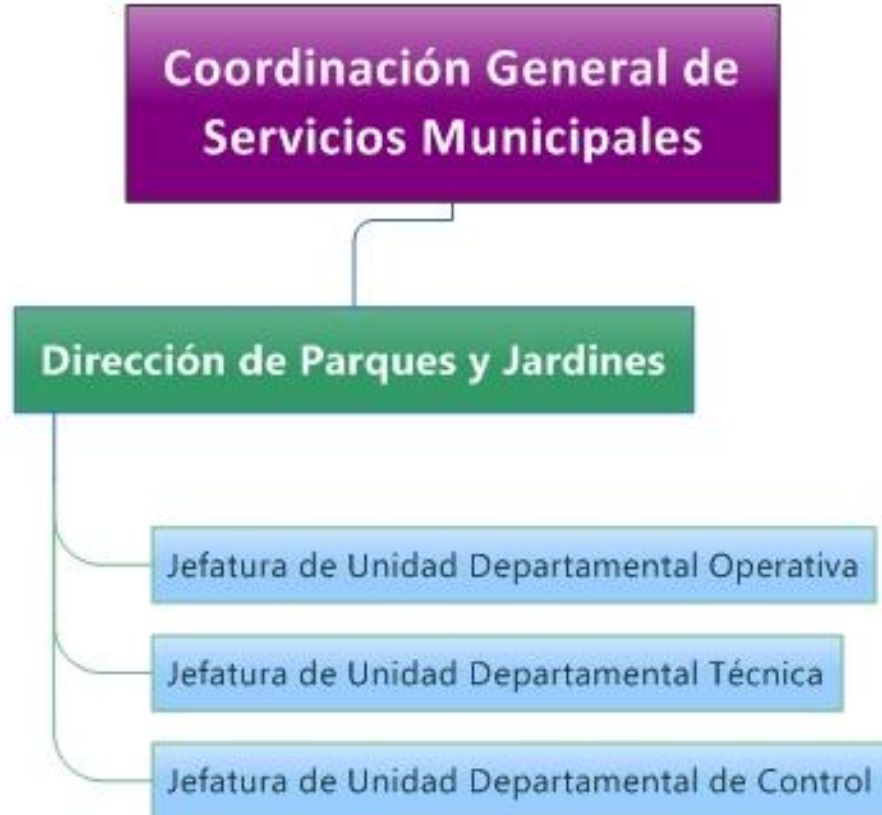 Coordinación General de
Servicios Municipales
Dirección de Parques y Jardines
Jefatura de Unidad Departamental Operativa
Jefatura de Unidad Departamental Técnica
Jefatura de Unidad Departamental de Control